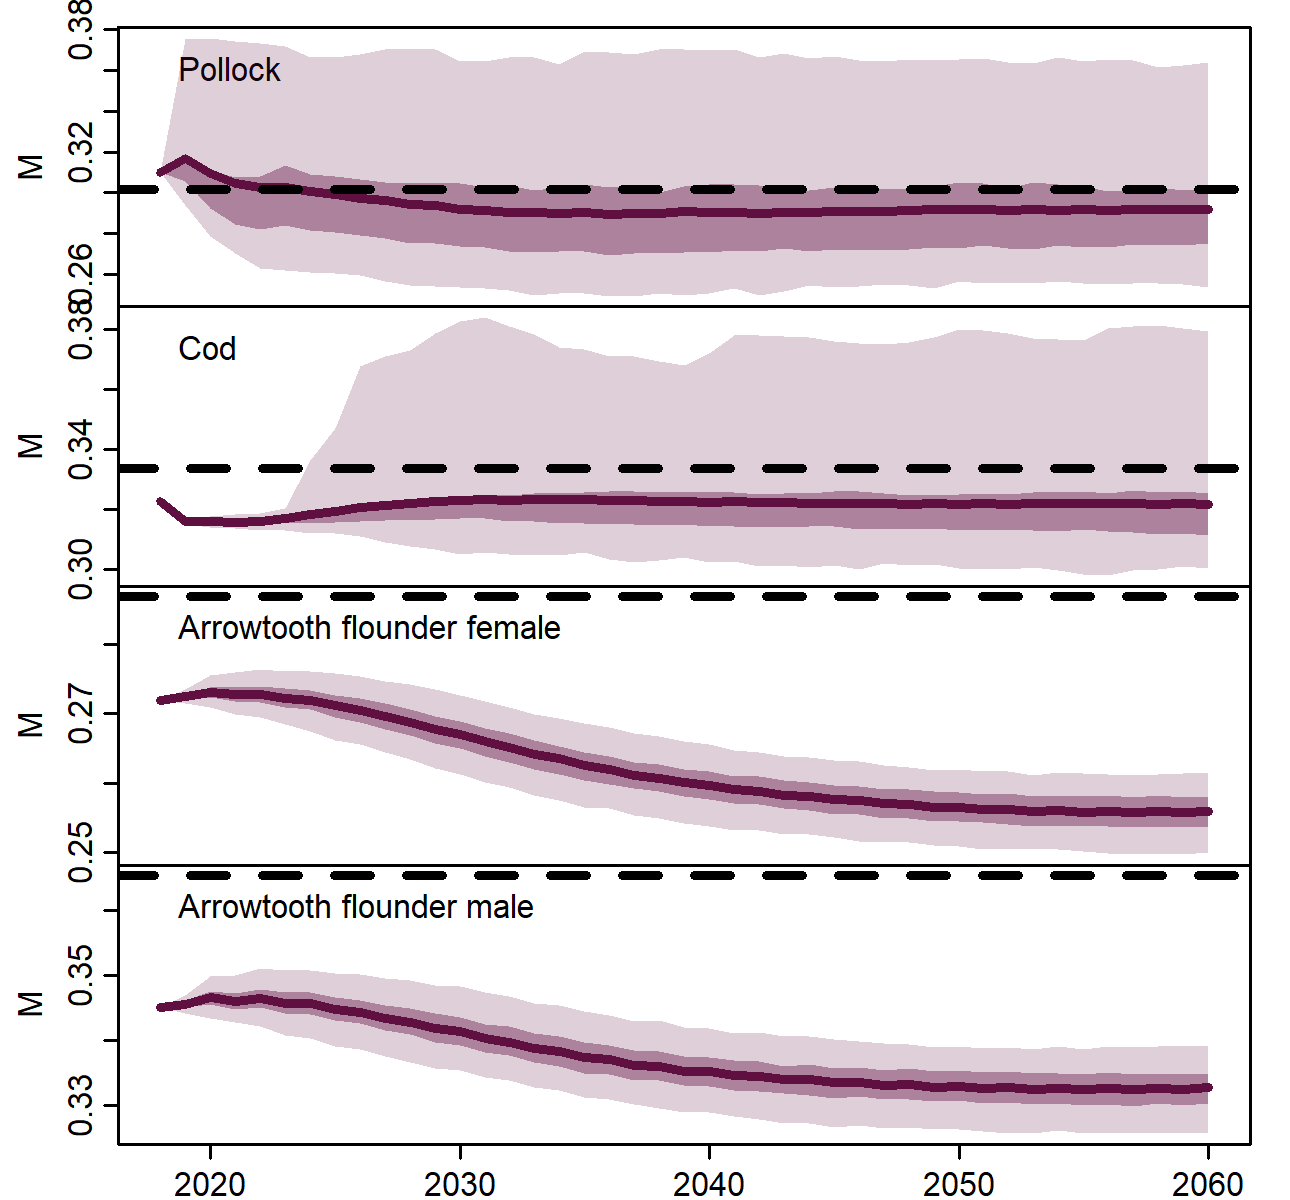 0.38
Pollock
0.32
M
0.26
0.38
Cod
0.34
M
0.30
Arrowtooth flounder female
0.27
M
0.25
Arrowtooth flounder male
0.35
M
0.33
2020 2030 2040 2050 2060